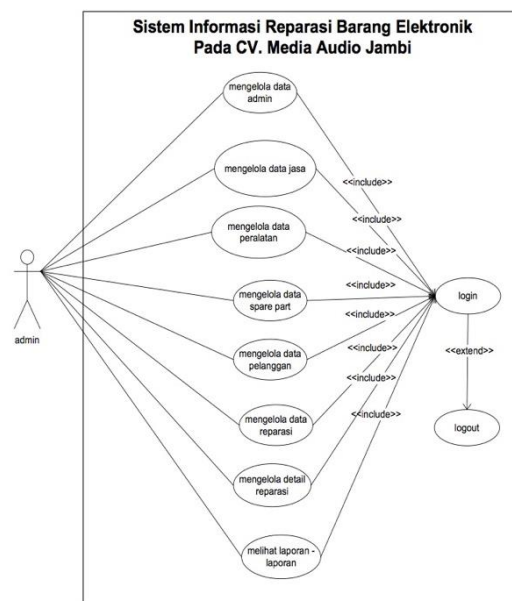 Sistem Informasi Reparasi Barang Elektronik
Pada CV. Media Audio Jambi
mengelola data
admin
mengelola data jasa
<<include>>
<<include>>
mengelola data
peralatan
<<include>>
mengelola data
spare part
<<include>>
login
<<include>>
admin
mengelola data
pelanggan
<<include>>
<<extend>>
<<include>>
mengelola data
reparasi
<<include>>
logout
mengelola detail
reparasi
melihat laporan -
laporan